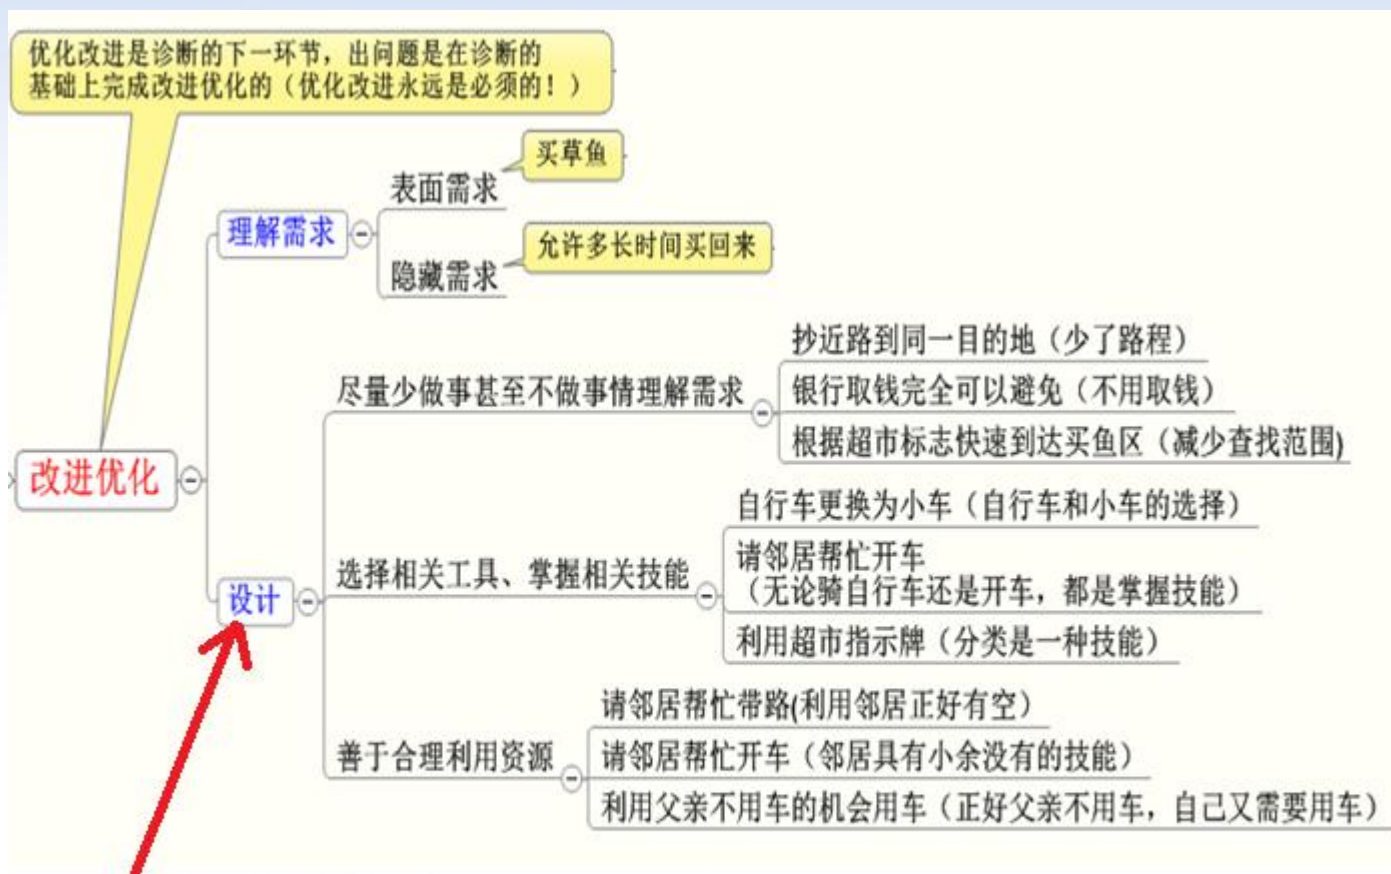 优化改进是诊断的下一环节，出问题是在诊断的
基础上完成改进优化的（优化改进永远是必须的！）
买草鱼
表面需求
理解需求
允许多长时间买回来
隐藏需求
抄近路到同一目的地（少了路程）
尽量少做事甚至不做事情理解需求
银行取钱完全可以避免（不用取钱）
根据超市标志快速到达买鱼区（减少查找范围)
改进优化
自行车更换为小车（自行车和小车的选择）
请邻居帮忙开车
（无论骑自行车还是开车，都是掌握技能）
选择相关工具、掌握相关技能
设计
利用超市指示牌（分类是一种技能）
请邻居帮忙带路(利用邻居正好有空）
善于合理利用资源
请邻居帮忙开车（邻居具有小余没有的技能）
利用父亲不用车的机会用车（正好父亲不用车，自己又需要用车）